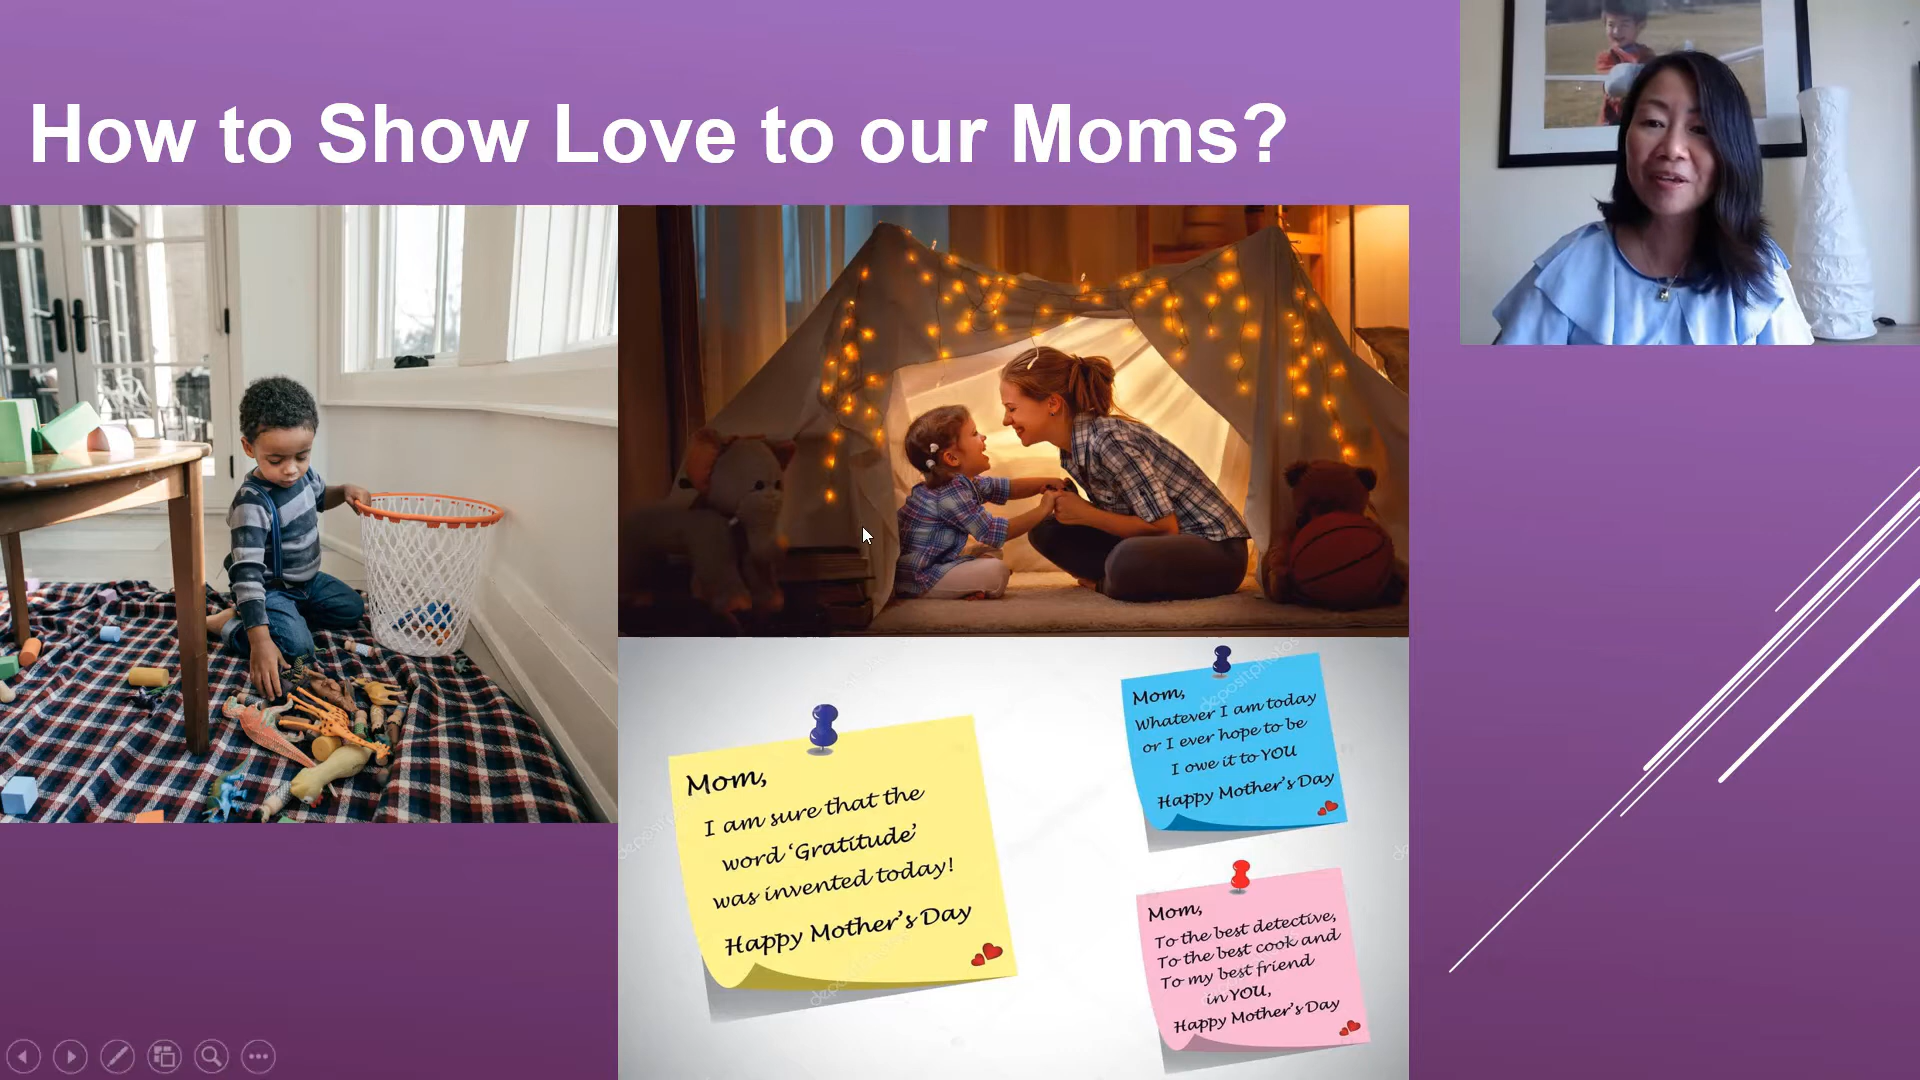 How to Show Love to our Moms?
Mom,
I am sure that the
word ‘Gratitude’
was invented today!
Happy Mother’s Day
Mom,
Whatever I am today
or I ever hope to be
I owe it to YOU
Happy Mother’s Day
Mom,
To the best detective,
To the best cook and
To my best friend
in YOU,
Happy Mother’s Day
depositphotos